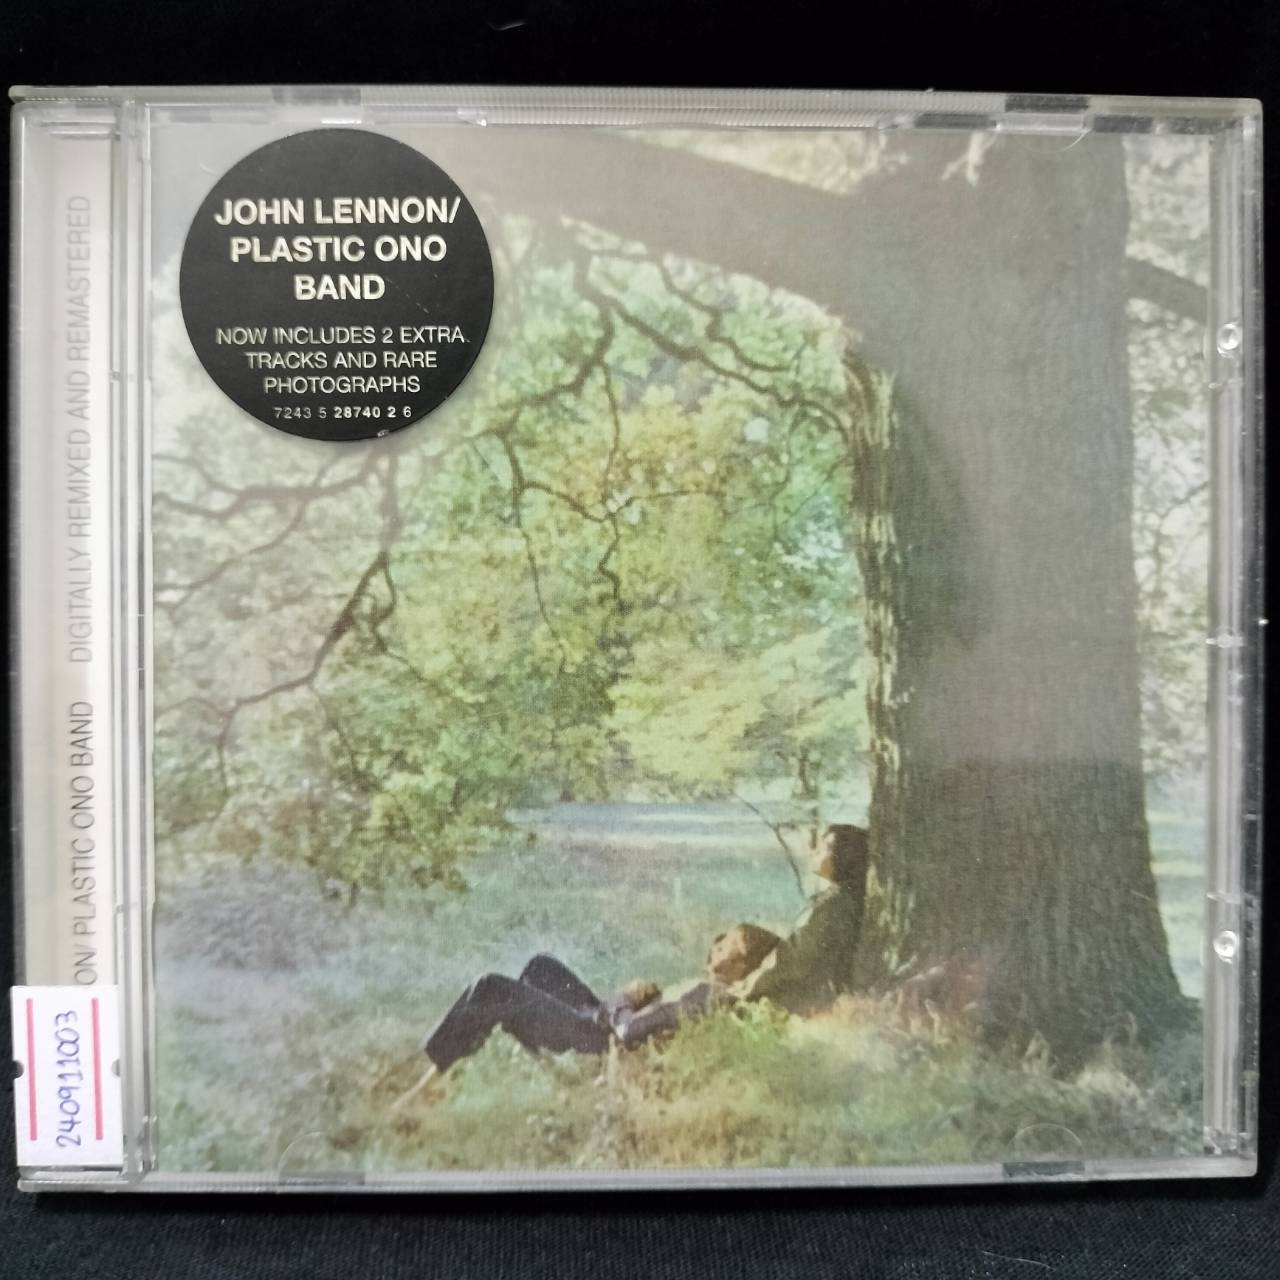 JOHN LENNON/
PLASTIC ONO
BAND
NOW INCLUDES 2 EXTRA
TRACKS AND RARE
PHOTOGRAPHS
7243 5 28740 2 6
ON/ PLASTIC ONO BAND DIGITALLY REMIXED AND REMASTERED
240911003